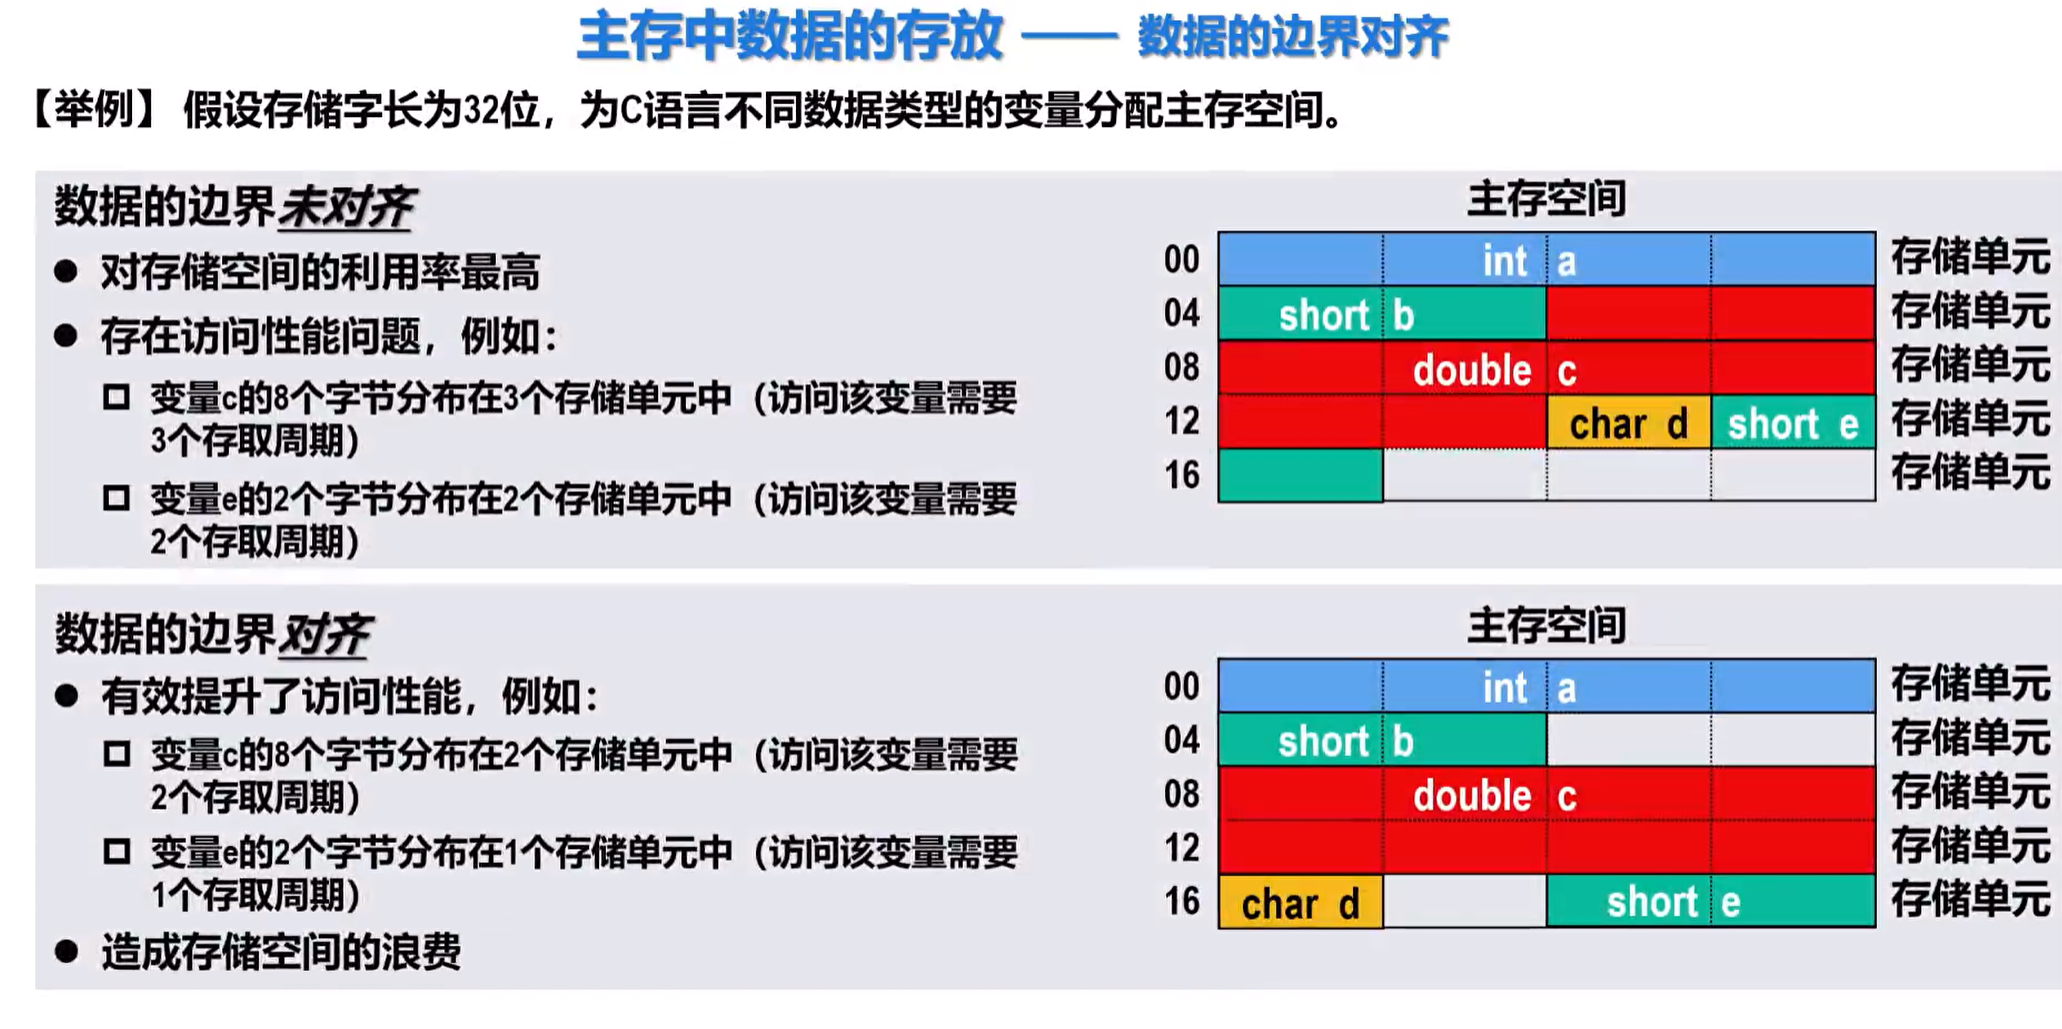 主存中数据的存放 —— 数据的边界对齐
【举例】 假设存储字长为32位，为C语言不同数据类型的变量分配主存空间。
数据的边界未对齐
● 对存储空间的利用率最高
● 存在访问性能问题，例如：
变量c的8个字节分布在3个存储单元中（访问该变量需要
3个存取周期）
变量e的2个字节分布在2个存储单元中（访问该变量需要
2个存取周期）
主存空间
00 int a 存储单元
04 short b 存储单元
08 double c 存储单元
12 char d short e 存储单元
16 存储单元
数据的边界对齐
● 有效提升了访问性能，例如：
变量c的8个字节分布在2个存储单元中（访问该变量需要
2个存取周期）
变量e的2个字节分布在1个存储单元中（访问该变量需要
1个存取周期）
● 造成存储空间的浪费
主存空间
00 int a 存储单元
04 short b 存储单元
08 double c 存储单元
12 存储单元
16 char d short e 存储单元